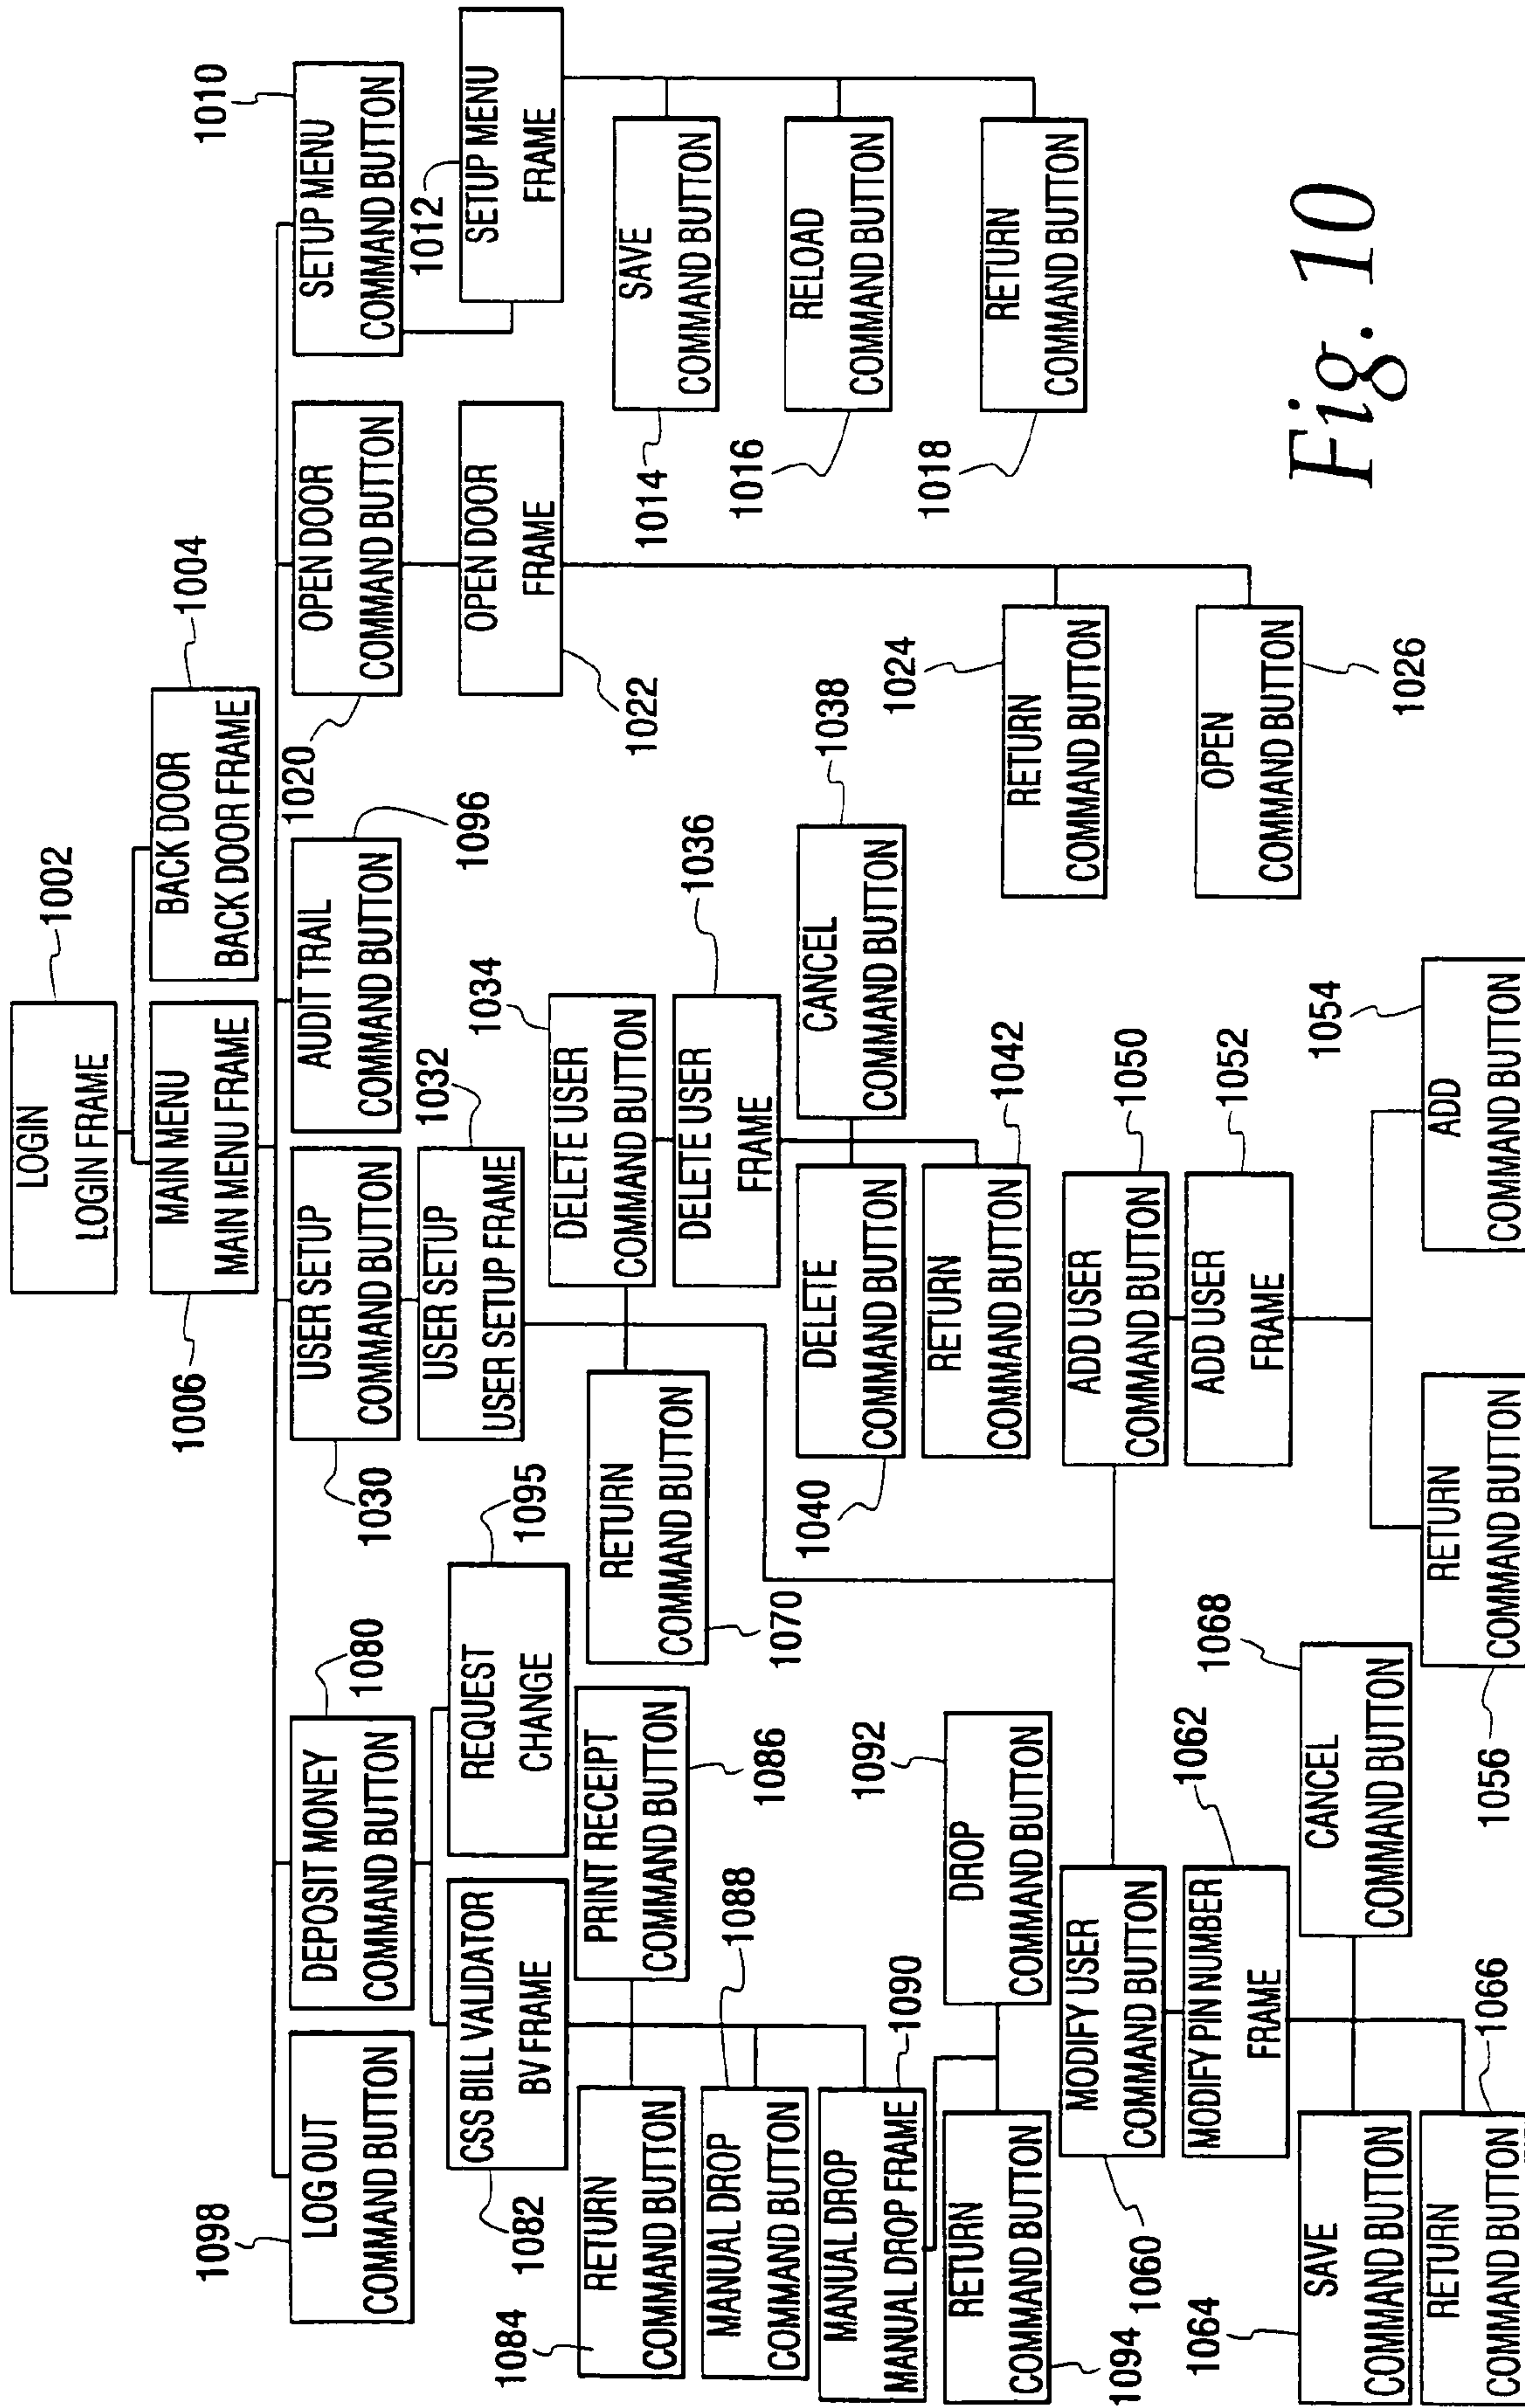 LOGIN
LOGIN FRAME
1002
MAIN MENU
MAIN MENU FRAME
1006
BACK DOOR
BACK DOOR FRAME
1004
1098
LOG OUT
COMMAND BUTTON
DEPOSIT MONEY
COMMAND BUTTON
1080
USER SETUP
COMMAND BUTTON
1030
AUDIT TRAIL
COMMAND BUTTON
1096
OPEN DOOR
COMMAND BUTTON
1020
SETUP MENU
COMMAND BUTTON
1010
CSS BILL VALIDATOR
BV FRAME
1082
REQUEST
CHANGE
1095
USER SETUP
USER SETUP FRAME
1032
OPEN DOOR
FRAME
1022
SETUP MENU
FRAME
1012
RETURN
COMMAND BUTTON
1084
PRINT RECEIPT
COMMAND BUTTON
1086
RETURN
COMMAND BUTTON
1070
DELETE USER
COMMAND BUTTON
1034
SAVE
COMMAND BUTTON
1014
MANUAL DROP
COMMAND BUTTON
1088
DELETE USER
FRAME
1036
RELOAD
COMMAND BUTTON
1016
MANUAL DROP
MANUAL DROP FRAME
1090
DELETE
COMMAND BUTTON
1040
CANCEL
COMMAND BUTTON
1038
RETURN
COMMAND BUTTON
1018
RETURN
COMMAND BUTTON
1094
DROP
COMMAND BUTTON
1092
RETURN
COMMAND BUTTON
1042
RETURN
COMMAND BUTTON
1024
MODIFY USER
COMMAND BUTTON
1060
ADD USER
COMMAND BUTTON
1050
OPEN
COMMAND BUTTON
1026
MODIFY PIN NUMBER
FRAME
1062
ADD USER
FRAME
1052
SAVE
COMMAND BUTTON
1064
CANCEL
COMMAND BUTTON
1068
RETURN
COMMAND BUTTON
1066
RETURN
COMMAND BUTTON
1056
ADD
COMMAND BUTTON
1054
Fig. 10